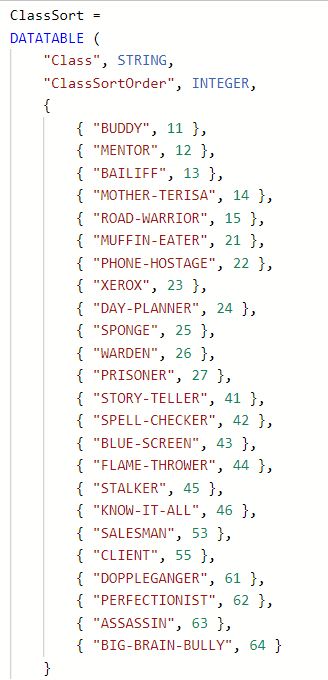 ClassSort =
DATATABLE (
"Class", STRING,
"ClassSortOrder", INTEGER,
{
{ "BUDDY", 11 },
{ "MENTOR", 12 },
{ "BAILIFF", 13 },
{ "MOTHER-TERISA", 14 },
{ "ROAD-WARRIOR", 15 },
{ "MUFFIN-EATER", 21 },
{ "PHONE-HOSTAGE", 22 },
{ "XEROX", 23 },
{ "DAY-PLANNER", 24 },
{ "SPONGE", 25 },
{ "WARDEN", 26 },
{ "PRISONER", 27 },
{ "STORY-TELLER", 41 },
{ "SPELL-CHECKER", 42 },
{ "BLUE-SCREEN", 43 },
{ "FLAME-THROWER", 44 },
{ "STALKER", 45 },
{ "KNOW-IT-ALL", 46 },
{ "SALESMAN", 53 },
{ "CLIENT", 55 },
{ "DOPPLEGANGER", 61 },
{ "PERFECTIONIST", 62 },
{ "ASSASSIN", 63 },
{ "BIG-BRAIN-BULLY", 64 }
}